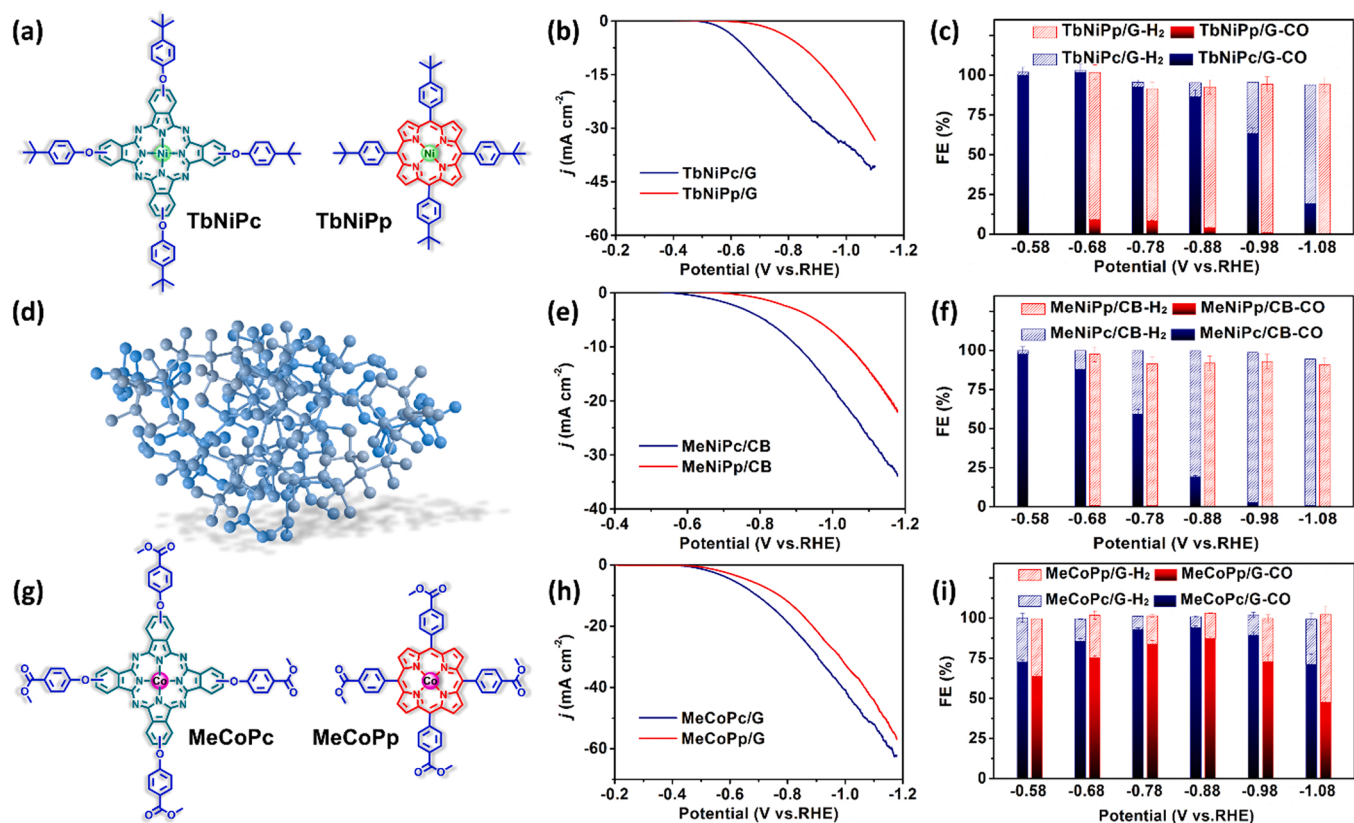 (a)
TbNiPc
TbNiPp
O
O
O
O
N
N
N
N
N
N
N
N
Ni
N
N
N
N
Ni
(b)
0
-15
-30
-45
-60
j (mA cm⁻²)
TbNiPc/G
TbNiPp/G
-0.4 -0.6 -0.8 -1.0 -1.2
Potential (V vs.RHE)
(c)
TbNiPp/G-H₂ TbNiPp/G-CO
TbNiPc/G-H₂ TbNiPc/G-CO
100
75
50
25
0
FE (%)
-0.58 -0.68 -0.78 -0.88 -0.98 -1.08
Potential (V vs.RHE)
(d)
(e)
0
-10
-20
-30
-40
j (mA cm⁻²)
MeNiPc/CB
MeNiPp/CB
-0.4 -0.6 -0.8 -1.0 -1.2
Potential (V vs.RHE)
(f)
MeNiPp/CB-H₂ MeNiPp/CB-CO
MeNiPc/CB-H₂ MeNiPc/CB-CO
100
75
50
25
0
FE (%)
-0.58 -0.68 -0.78 -0.88 -0.98 -1.08
Potential (V vs.RHE)
(g)
MeCoPc
MeCoPp
O
O
O
O
O
O
O
O
O
O
O
O
N
N
N
N
N
N
N
N
Co
O
O
O
O
O
O
O
O
N
N
N
N
Co
(h)
0
-20
-40
-60
j (mA cm⁻²)
MeCoPc/G
MeCoPp/G
-0.4 -0.6 -0.8 -1.0 -1.2
Potential (V vs.RHE)
(i)
MeCoPp/G-H₂ MeCoPp/G-CO
MeCoPc/G-H₂ MeCoPc/G-CO
100
75
50
25
0
FE (%)
-0.58 -0.68 -0.78 -0.88 -0.98 -1.08
Potential (V vs.RHE)